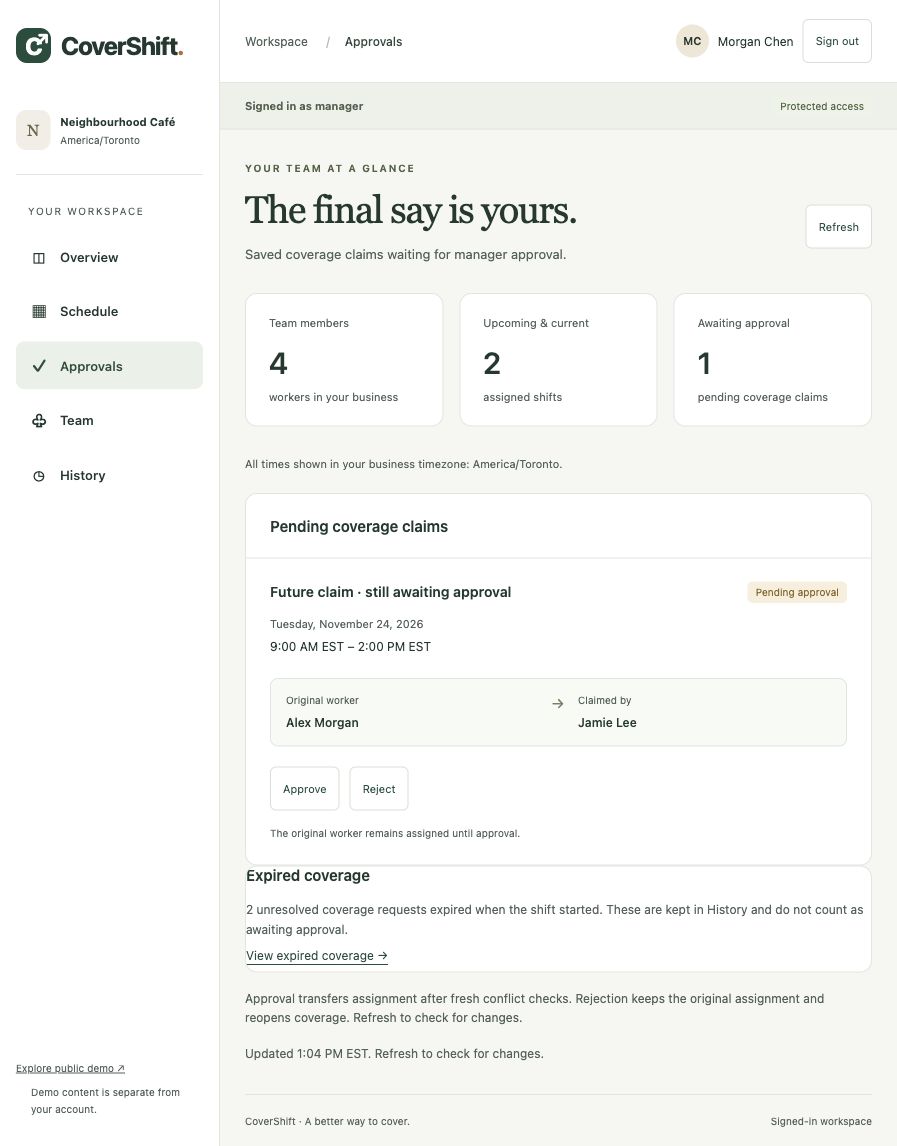 CoverShift.
N
Neighbourhood Café
America/Toronto
YOUR WORKSPACE
Overview
Schedule
Approvals
Team
History
Explore public demo ↗
Demo content is separate from
your account.
Workspace / Approvals
MC Morgan Chen
Sign out
Signed in as manager
Protected access
YOUR TEAM AT A GLANCE
The final say is yours.
Saved coverage claims waiting for manager approval.
Refresh
Team members
4
workers in your business
Upcoming & current
2
assigned shifts
Awaiting approval
1
pending coverage claims
All times shown in your business timezone: America/Toronto.
Pending coverage claims
Future claim · still awaiting approval
Pending approval
Tuesday, November 24, 2026
9:00 AM EST – 2:00 PM EST
Original worker
Alex Morgan
→
Claimed by
Jamie Lee
Approve
Reject
The original worker remains assigned until approval.
Expired coverage
2 unresolved coverage requests expired when the shift started. These are kept in History and do not count as
awaiting approval.
View expired coverage →
Approval transfers assignment after fresh conflict checks. Rejection keeps the original assignment and
reopens coverage. Refresh to check for changes.
Updated 1:04 PM EST. Refresh to check for changes.
CoverShift · A better way to cover.
Signed-in workspace